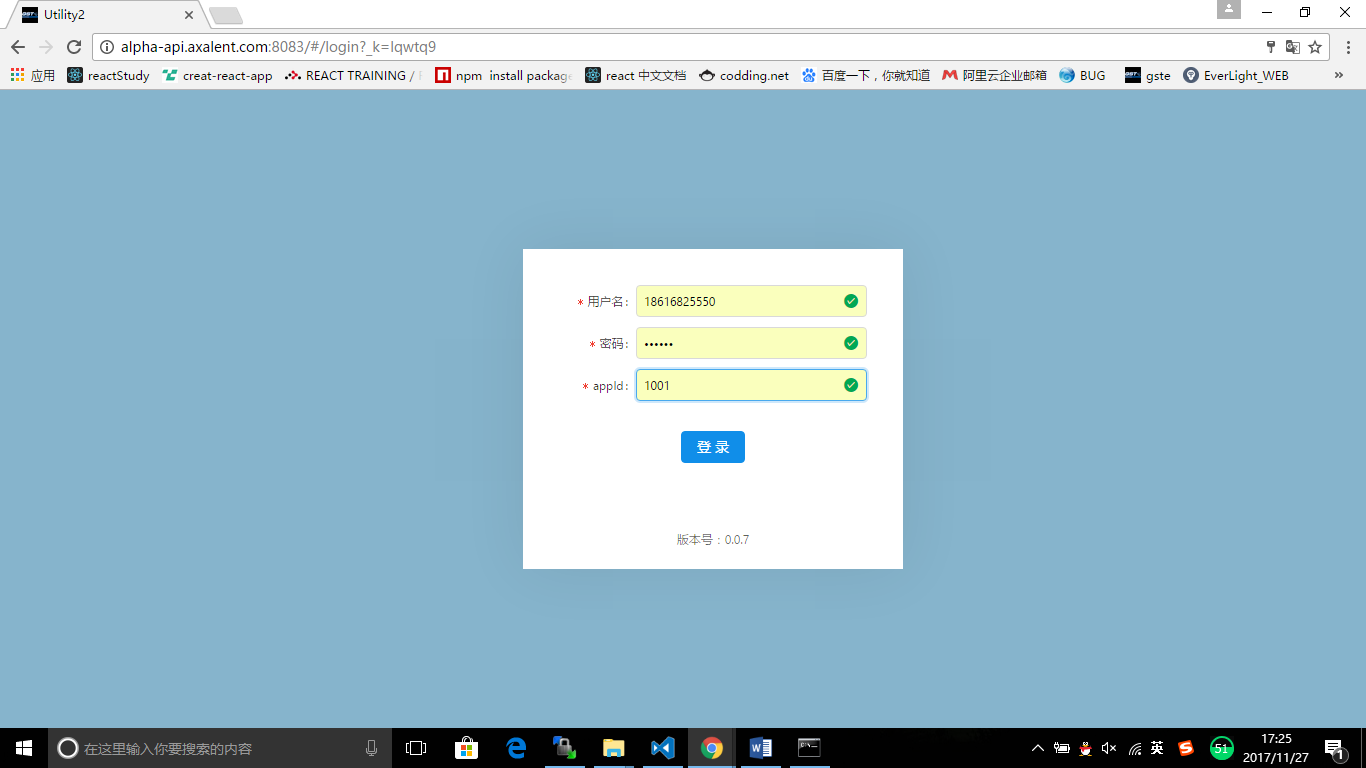 Utility2
alpha-api.axalent.com:8083/#/login?_k=lqwtq9
应用 reactStudy creat-react-app REACT TRAINING / npm install package react 中文文档 codding.net 百度一下，你就知道 阿里云企业邮箱 BUG gste EverLight_WEB »
* 用户名: 18616825550
* 密码: ••••••
* appId: 1001
登 录
版本号：0.0.7
在这里输入你要搜索的内容
英
51
17:25
2017/11/27
1